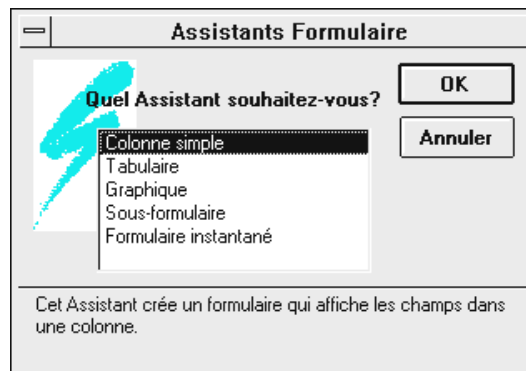 Assistants Formulaire
Quel Assistant souhaitez-vous?
OK
Annuler
Colonne simple
Tabulaire
Graphique
Sous-formulaire
Formulaire instantané
Cet Assistant crée un formulaire qui affiche les champs dans
une colonne.